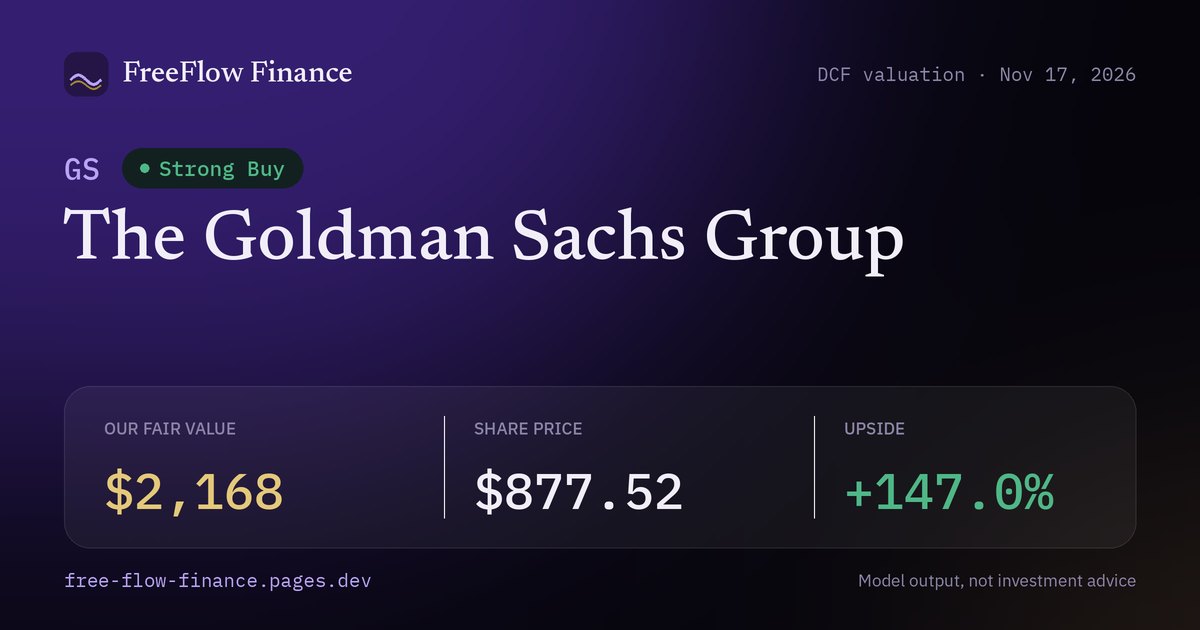 FreeFlow Finance
DCF valuation · Nov 17, 2026
GS
Strong Buy
The Goldman Sachs Group
OUR FAIR VALUE
SHARE PRICE
UPSIDE
$2,168
$877.52
+147.0%
free-flow-finance.pages.dev
Model output, not investment advice